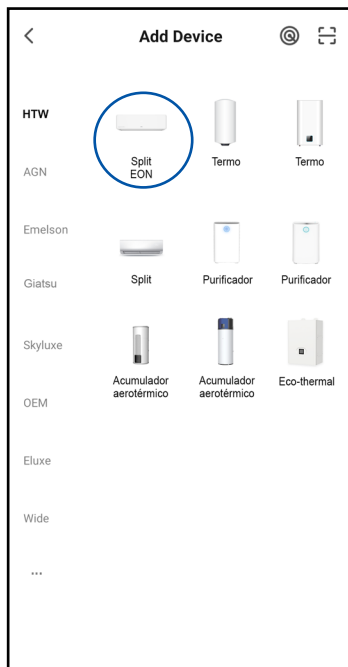 Add Device
HTW
AGN
Emelson
Giatsu
Skyluxe
OEM
Eluxe
Wide
...
Split
EON
Termo
Termo
Split
Purificador
Purificador
Acumulador
aerotérmico
Acumulador
aerotérmico
Eco-thermal